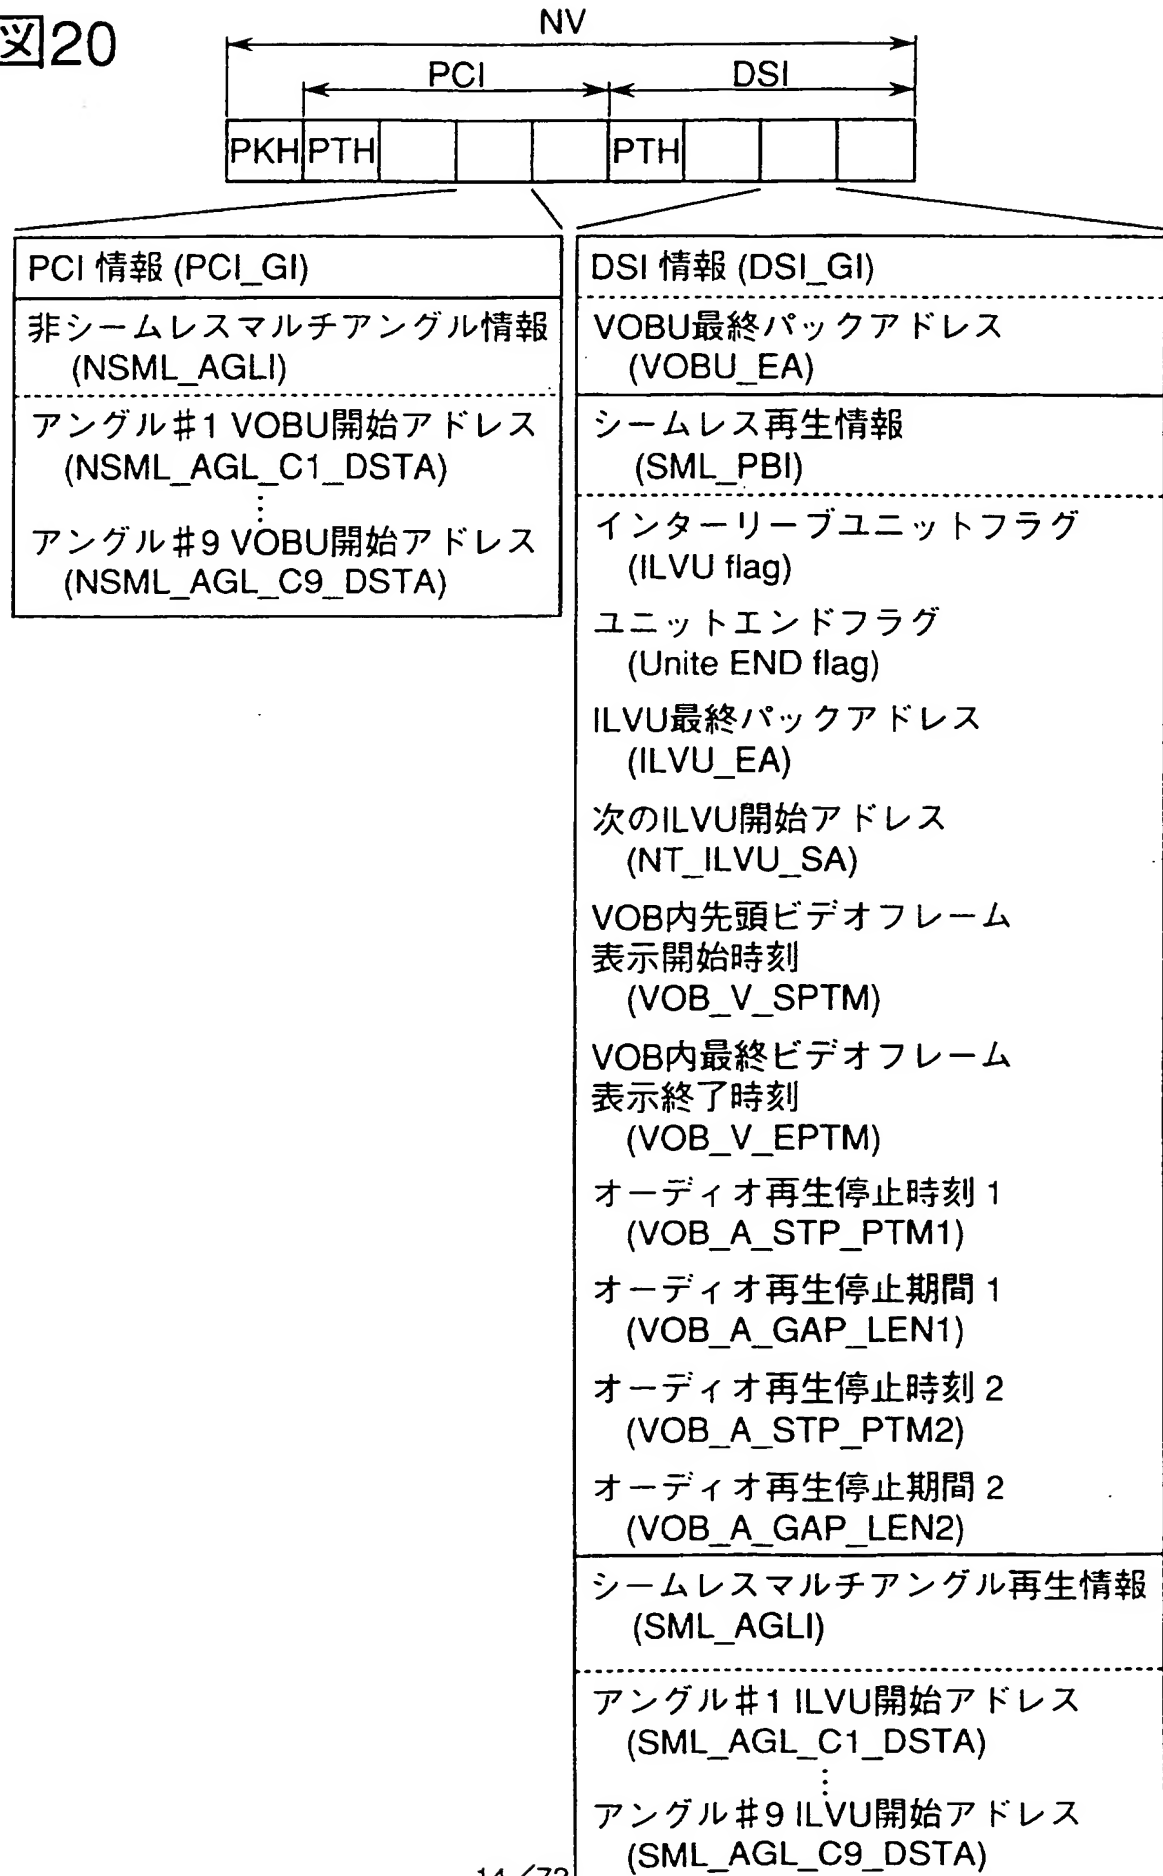 図20
NV
PCI
DSI
PKH
PTH
PTH
PCI 情報 (PCI_GI)
非シームレスマルチアングル情報
(NSML_AGLI)
アングル♯1 VOBU開始アドレス
(NSML_AGL_C1_DSTA)
⋮
アングル♯9 VOBU開始アドレス
(NSML_AGL_C9_DSTA)
DSI 情報 (DSI_GI)
VOBU最終パックアドレス
(VOBU_EA)
シームレス再生情報
(SML_PBI)
インターリーブユニットフラグ
(ILVU flag)
ユニットエンドフラグ
(Unite END flag)
ILVU最終パックアドレス
(ILVU_EA)
次のILVU開始アドレス
(NT_ILVU_SA)
VOB内先頭ビデオフレーム
表示開始時刻
(VOB_V_SPTM)
VOB内最終ビデオフレーム
表示終了時刻
(VOB_V_EPTM)
オーディオ再生停止時刻 1
(VOB_A_STP_PTM1)
オーディオ再生停止期間 1
(VOB_A_GAP_LEN1)
オーディオ再生停止時刻 2
(VOB_A_STP_PTM2)
オーディオ再生停止期間 2
(VOB_A_GAP_LEN2)
シームレスマルチアングル再生情報
(SML_AGLI)
アングル♯1 ILVU開始アドレス
(SML_AGL_C1_DSTA)
⋮
アングル♯9 ILVU開始アドレス
(SML_AGL_C9_DSTA)